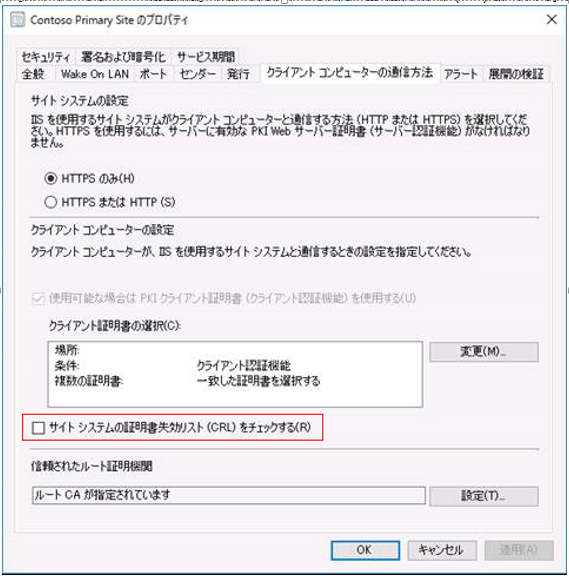 Contoso Primary Site のプロパティ
セキュリティ 署名および暗号化 サービス期間
全般 Wake On LAN ポート センダー 発行 クライアント コンピューターの通信方法 アラート 展開の検証
サイト システムの設定
IIS を使用するサイト システムがクライアント コンピューターと通信する方法 (HTTP または HTTPS) を選択してくだ
さい。HTTPS を使用するには、サーバーに有効な PKI Web サーバー証明書 (サーバー認証機能) がなければなり
ません。
HTTPS のみ(H)
HTTPS または HTTP (S)
クライアント コンピューターの設定
クライアント コンピューターが、IIS を使用するサイト システムと通信するときの設定を指定してください。
使用可能な場合は PKI クライアント証明書 (クライアント認証機能) を使用する(U)
クライアント証明書の選択(C):
場所:
条件: クライアント認証機能
複数の証明書: 一致した証明書を選択する
変更(M)...
サイト システムの証明書失効リスト (CRL) をチェックする(R)
信頼されたルート証明機関
ルート CA が指定されています
設定(T)...
OK キャンセル 適用(A)